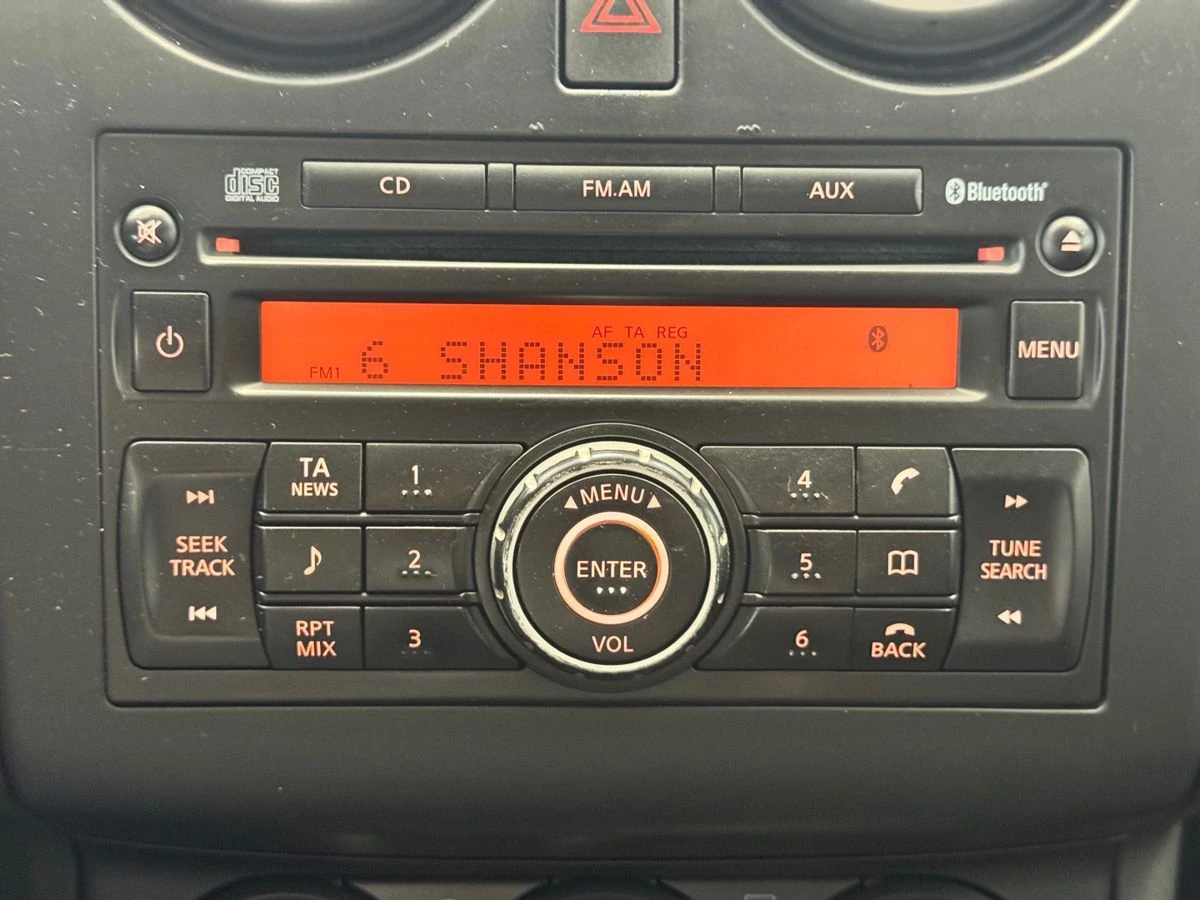 COMPACT
disc
DIGITAL AUDIO
CD
FM.AM
AUX
Bluetooth®
AF TA REG
FM1 6 SHANSON
MENU
SEEK
TRACK
TA
NEWS
1
2
RPT
MIX
3
MENU
ENTER
VOL
4
5
6
BACK
TUNE
SEARCH